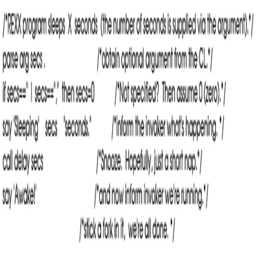 /*REXX program sleeps X seconds (the number of seconds is supplied via the argument).*/
parse arg secs . /*obtain optional argument from the CL.*/
if secs=='' | secs=="," then secs=0 /*Not specified? Then assume 0 (zero).*/
say 'Sleeping' secs "seconds." /*inform the invoker what's happening. */
call delay secs /*Snooze. Hopefully, just a short nap.*/
say 'Awake!' /*and now inform invoker we're running.*/
/*stick a fork in it, we're all done. */